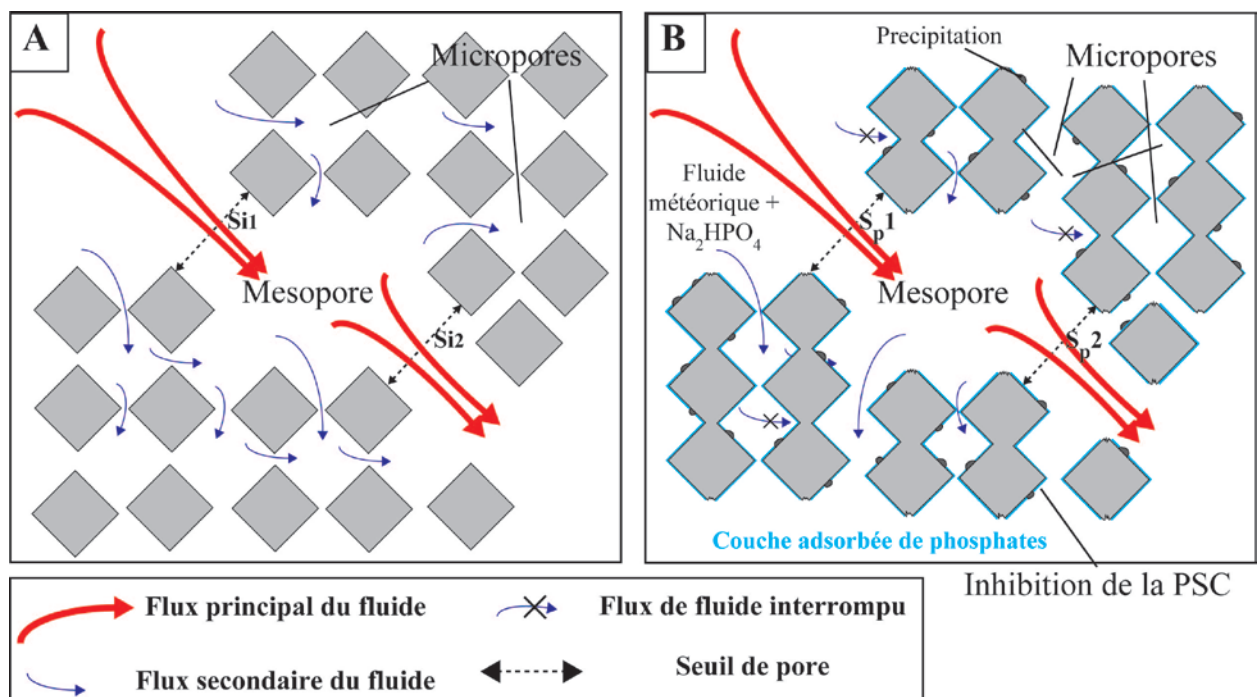 A
Micropores
Si1
Mesopore
Si2
B
Precipitation
Micropores
Fluide
météorique +
Na₂HPO₄
Sₚ1
Mesopore
Sₚ2
Couche adsorbée de phosphates
Inhibition de la PSC
Flux principal du fluide
Flux de fluide interrompu
Flux secondaire du fluide
Seuil de pore